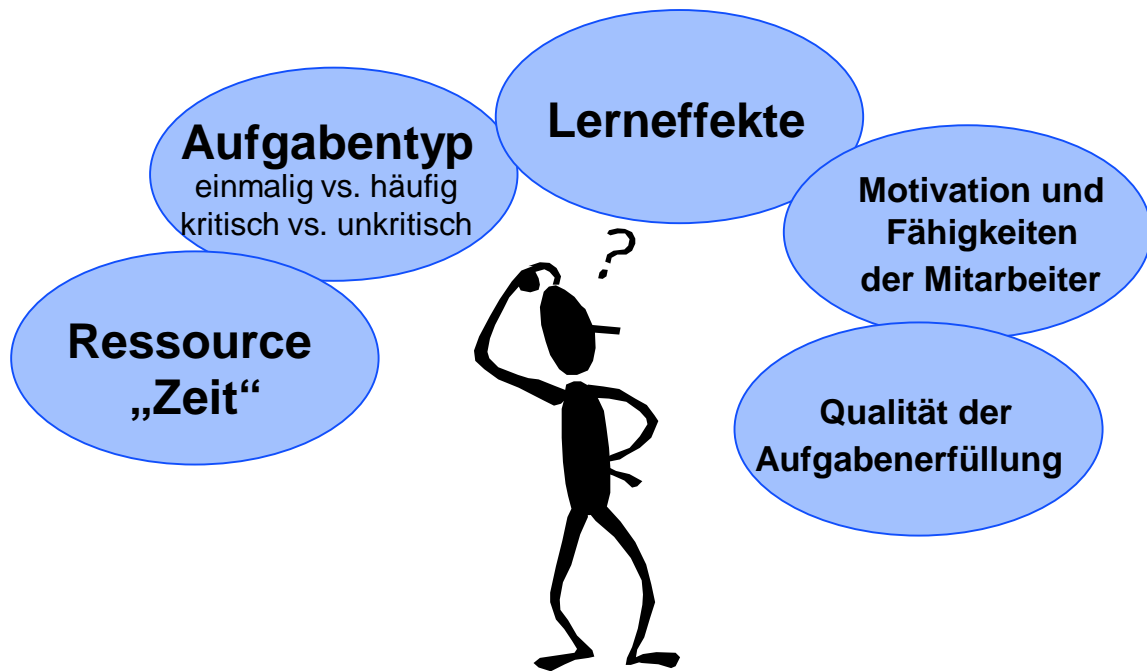 Ressource
„Zeit“
Aufgabentyp
einmalig vs. häufig
kritisch vs. unkritisch
Lerneffekte
Motivation und
Fähigkeiten
der Mitarbeiter
Qualität der
Aufgabenerfüllung
?